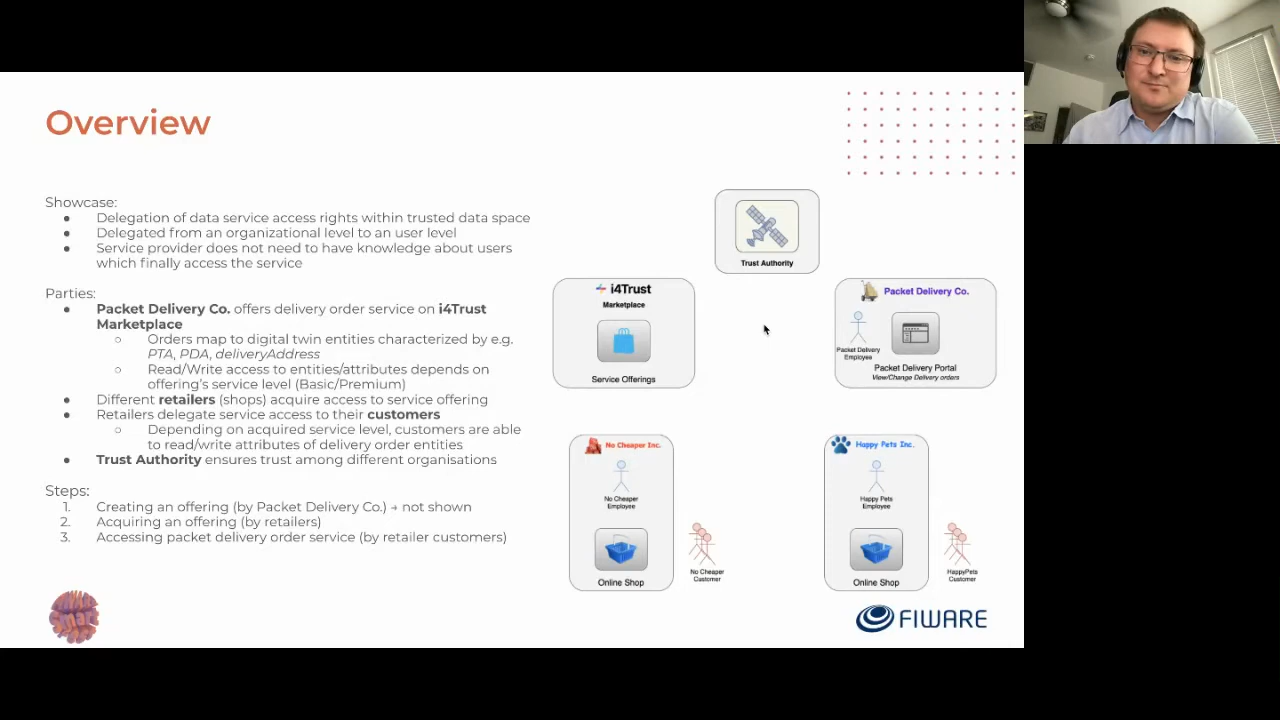 Overview
Showcase:
● Delegation of data service access rights within trusted data space
● Delegated from an organizational level to an user level
● Service provider does not need to have knowledge about users
which finally access the service
Parties:
● Packet Delivery Co. offers delivery order service on i4Trust
Marketplace
○ Orders map to digital twin entities characterized by e.g.
PTA, PDA, deliveryAddress
○ Read/Write access to entities/attributes depends on
offering's service level (Basic/Premium)
● Different retailers (shops) acquire access to service offering
● Retailers delegate service access to their customers
○ Depending on acquired service level, customers are able
to read/write attributes of delivery order entities
● Trust Authority ensures trust among different organisations
Steps:
1. Creating an offering (by Packet Delivery Co.) → not shown
2. Acquiring an offering (by retailers)
3. Accessing packet delivery order service (by retailer customers)
Trust Authority
i4Trust
Marketplace
Service Offerings
Packet Delivery Co.
Packet Delivery
Employee
Packet Delivery Portal
View/Change Delivery orders
No Cheaper Inc.
No Cheaper
Employee
Online Shop
No Cheaper
Customer
Happy Pets Inc.
Happy Pets
Employee
Online Shop
HappyPets
Customer
FIWARE